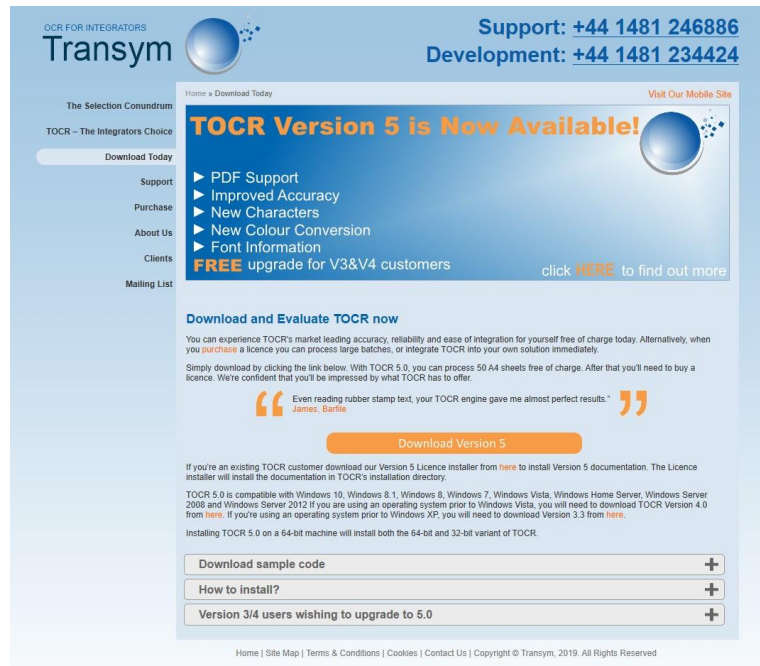 OCR FOR INTEGRATORS
Transym
Support: +44 1481 246886
Development: +44 1481 234424
The Selection Conundrum
TOCR – The Integrators Choice
Download Today
Support
Purchase
About Us
Clients
Mailing List
Home » Download Today
Visit Our Mobile Site
TOCR Version 5 is Now Available!
► PDF Support
► Improved Accuracy
► New Characters
► New Colour Conversion
► Font Information
FREE upgrade for V3&V4 customers
click HERE to find out more
Download and Evaluate TOCR now
You can experience TOCR's market leading accuracy, reliability and ease of integration for yourself free of charge today. Alternatively, when
you purchase a licence you can process large batches, or integrate TOCR into your own solution immediately.
Simply download by clicking the link below. With TOCR 5.0, you can process 50 A4 sheets free of charge. After that you'll need to buy a
licence. We're confident that you'll be impressed by what TOCR has to offer.
“ Even reading rubber stamp text, your TOCR engine gave me almost perfect results." ”
James, Barfile
Download Version 5
If you're an existing TOCR customer download our Version 5 Licence installer from here to install Version 5 documentation. The Licence
installer will install the documentation in TOCR's installation directory.
TOCR 5.0 is compatible with Windows 10, Windows 8.1, Windows 8, Windows 7, Windows Vista, Windows Home Server, Windows Server
2008 and Windows Server 2012 If you are using an operating system prior to Windows Vista, you will need to download TOCR Version 4.0
from here. If you're using an operating system prior to Windows XP, you will need to download Version 3.3 from here.
Installing TOCR 5.0 on a 64-bit machine will install both the 64-bit and 32-bit variant of TOCR.
Download sample code
How to install?
Version 3/4 users wishing to upgrade to 5.0
Home | Site Map | Terms & Conditions | Cookies | Contact Us | Copyright © Transym, 2019. All Rights Reserved